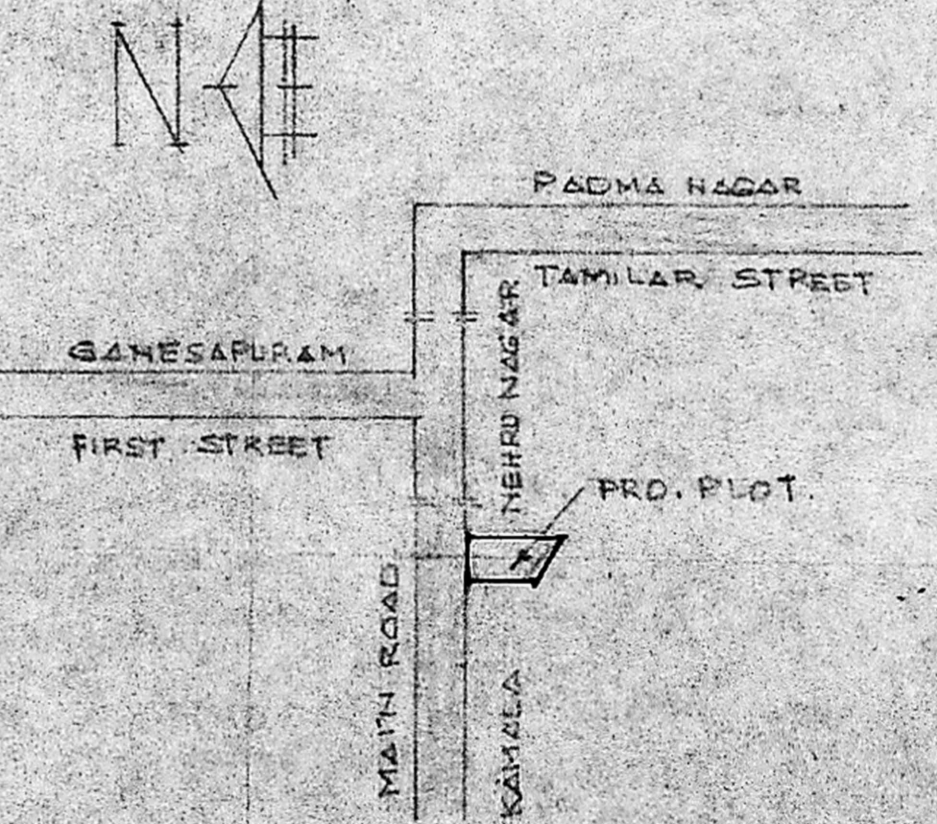 N
PADMA NAGAR
TAMILAR STREET
GANESAPURAM
FIRST STREET
KAMALA NEHRU NAGAR
MAIN ROAD
PRO. PLOT.